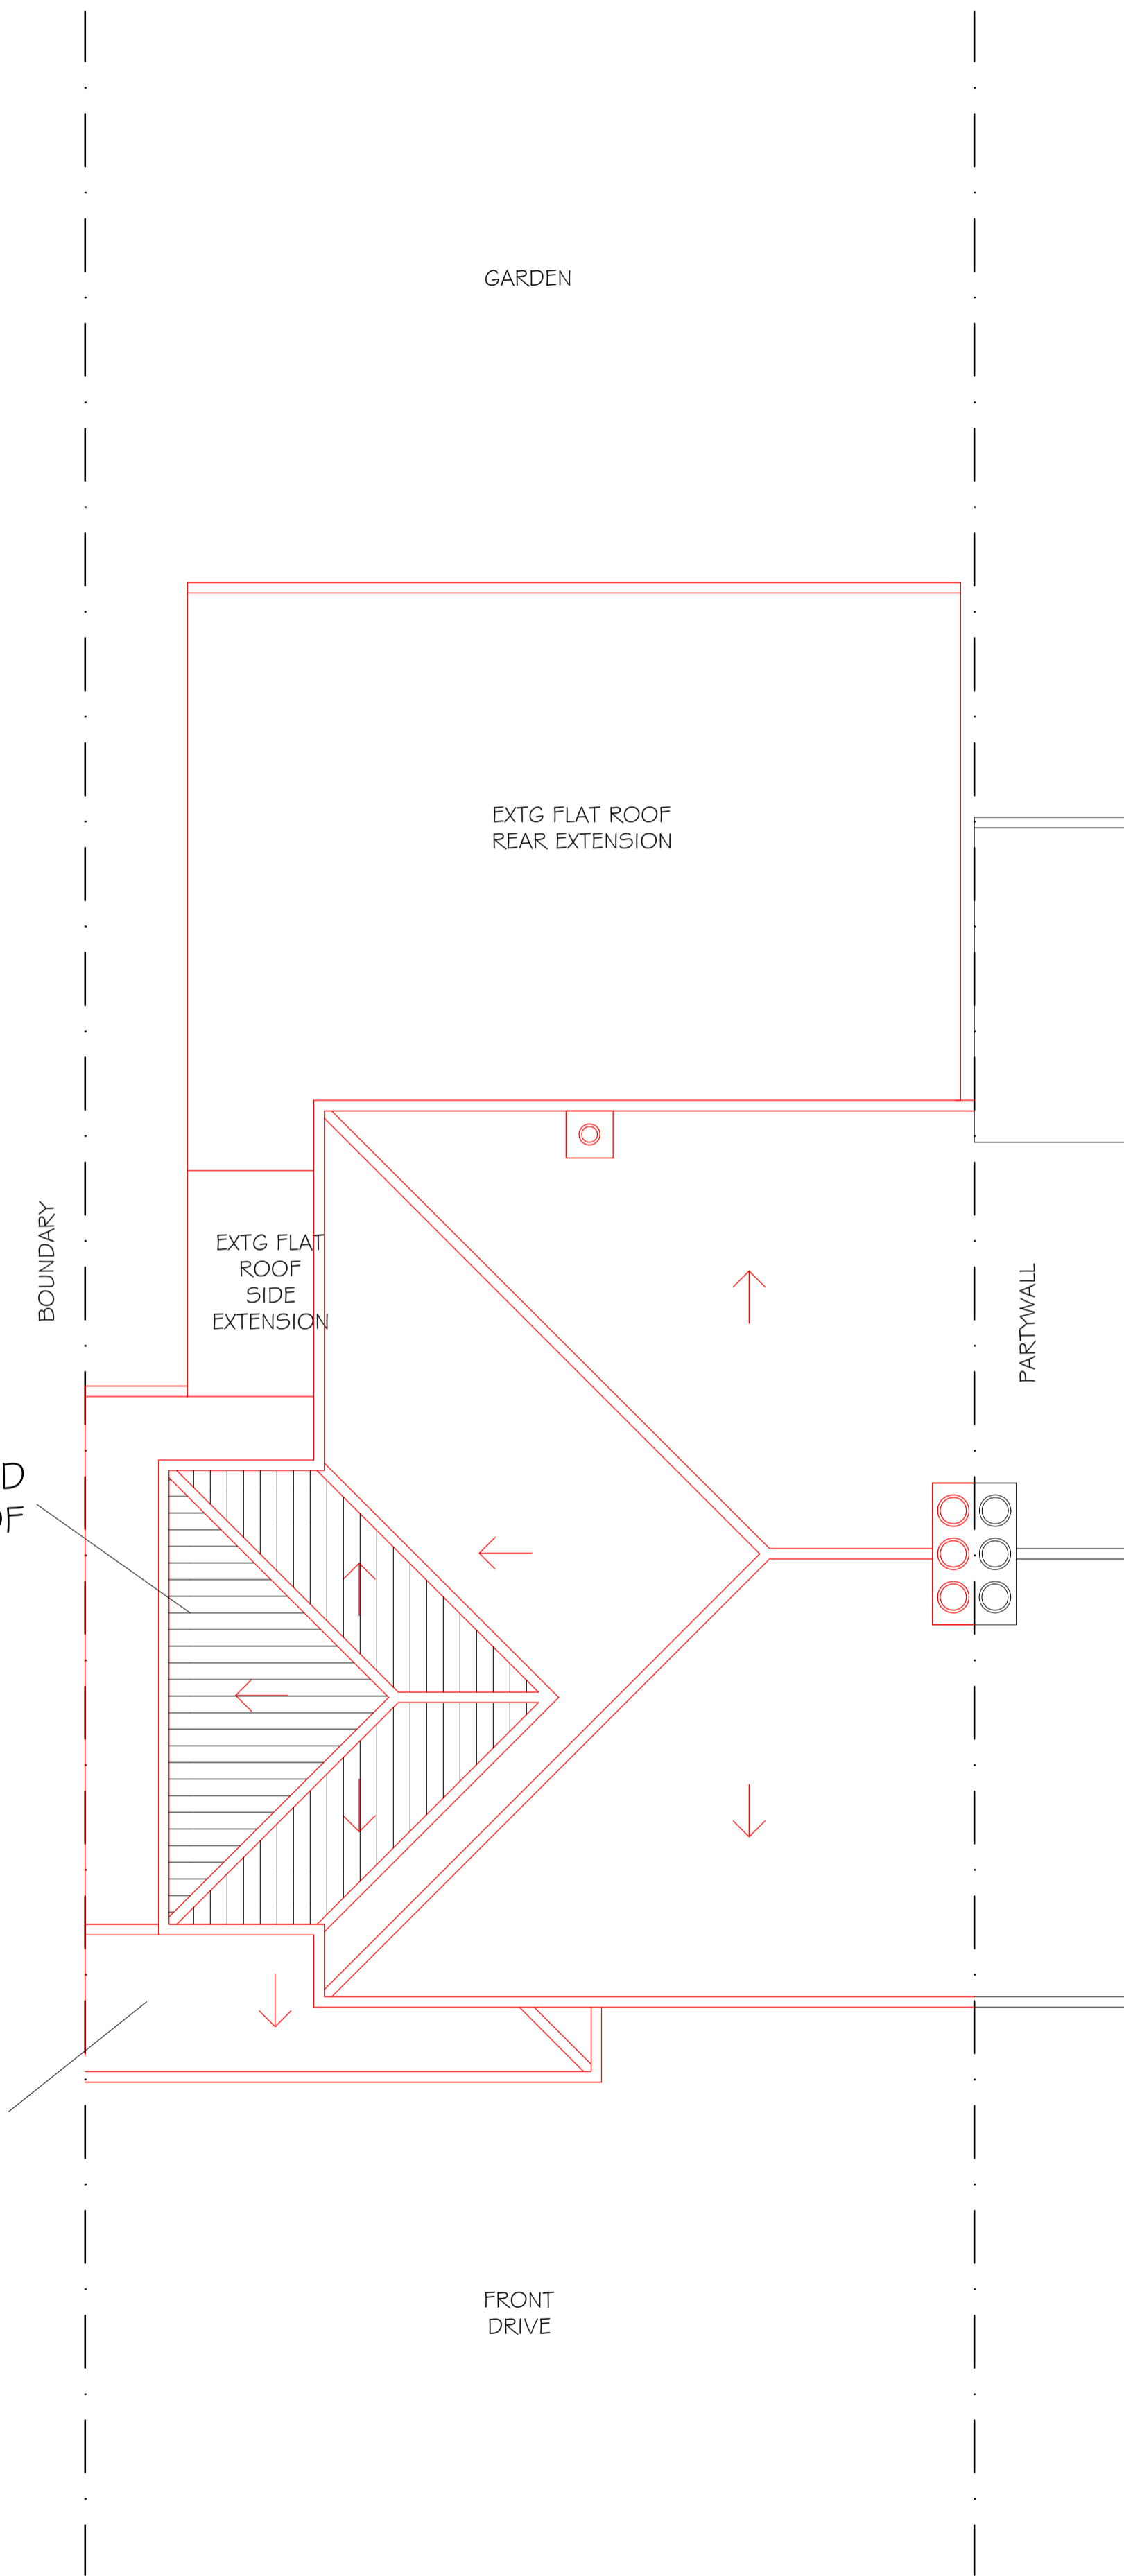 GARDEN
EXTG FLAT ROOF
REAR EXTENSION
BOUNDARY
EXTG FLAT
ROOF
SIDE
EXTENSION
PARTYWALL
FRONT
DRIVE